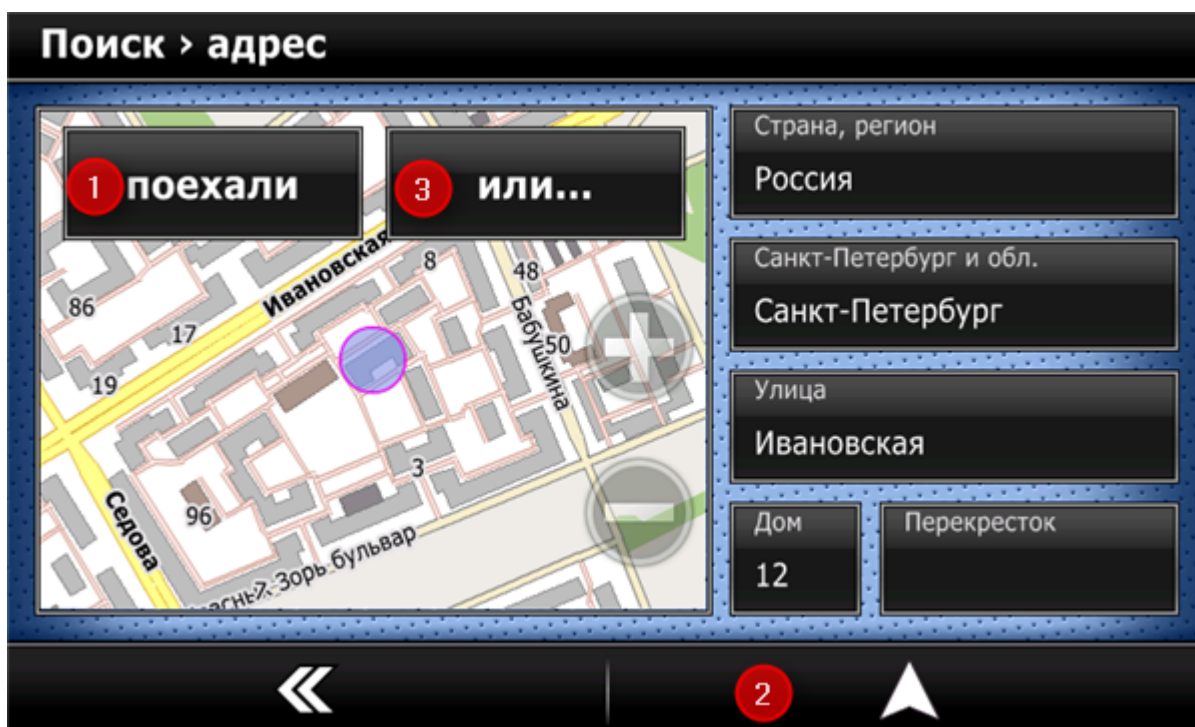 Поиск › адрес
1 поехали
3 или...
Ивановская
8
48
86
17
Бабушкина
50
19
3
Седова
96
Зорь бульвар
Страна, регион
Россия
Санкт-Петербург и обл.
Санкт-Петербург
Улица
Ивановская
Дом
12
Перекресток
2